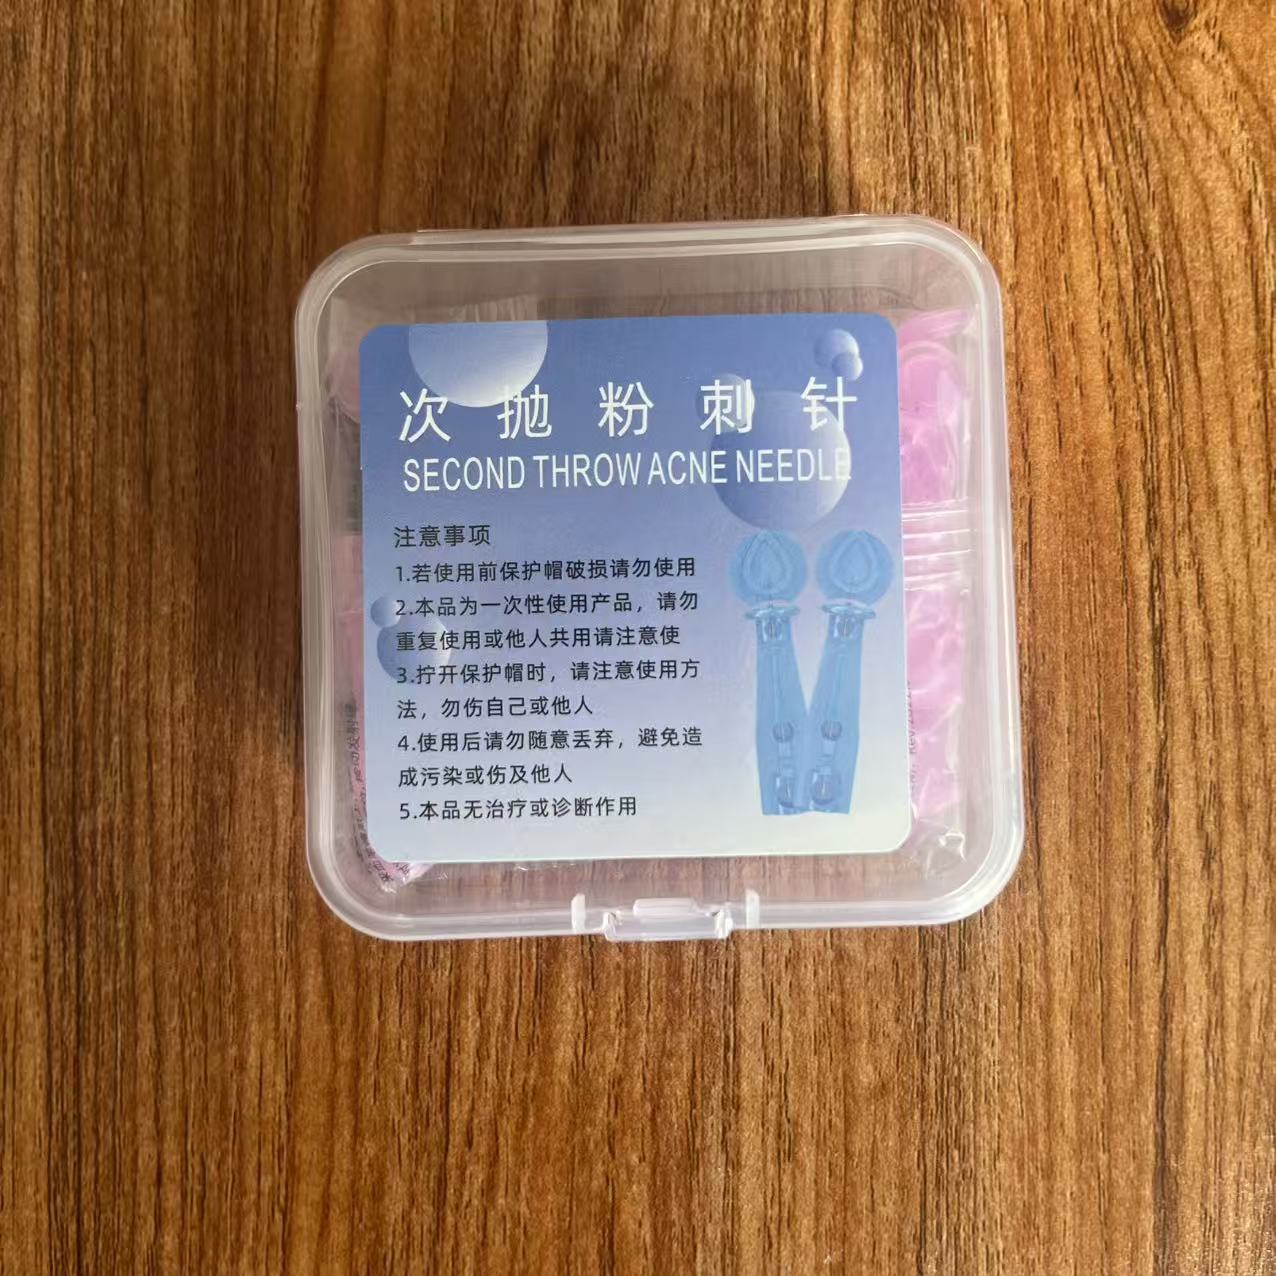 次抛粉刺针
SECOND THROW ACNE NEEDLE
注意事项
1.若使用前保护帽破损请勿使用
2.本品为一次性使用产品，请勿
重复使用或他人共用请注意使
3.拧开保护帽时，请注意使用方
法，勿伤自己或他人
4.使用后请勿随意丢弃，避免造
成污染或伤及他人
5.本品无治疗或诊断作用